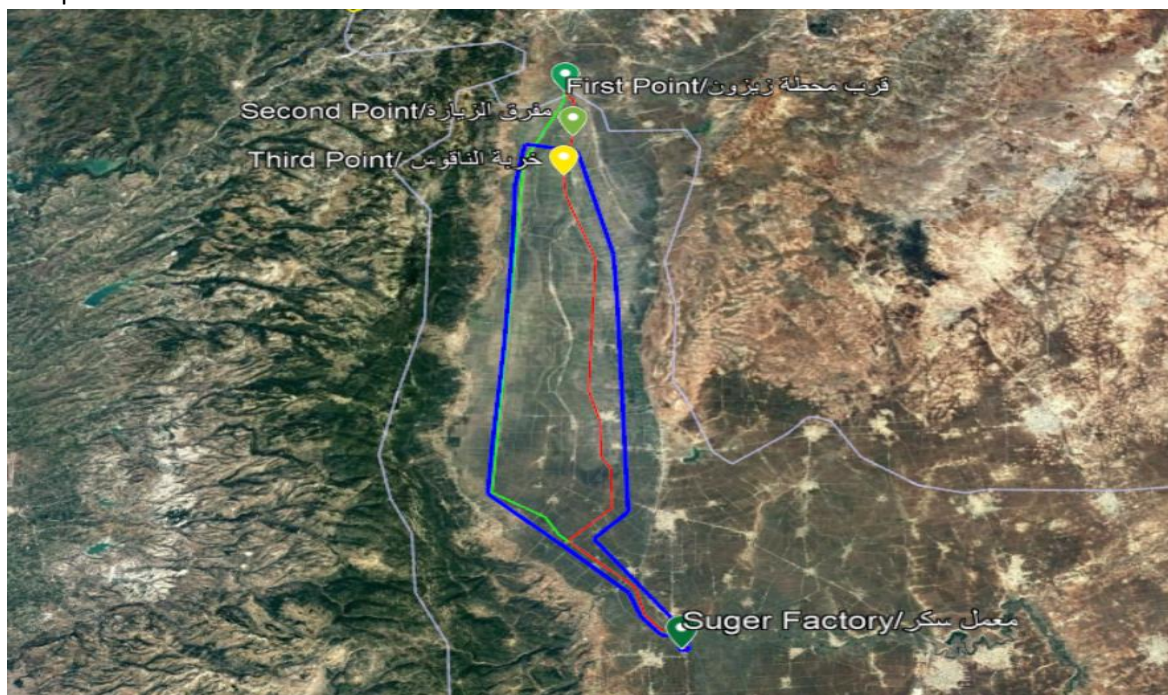 First Point/قرب محطة زيزون
Second Point/مفرق الزيارة
Third Point/ خربة الناقوس
Suger Factory/معمل سكر